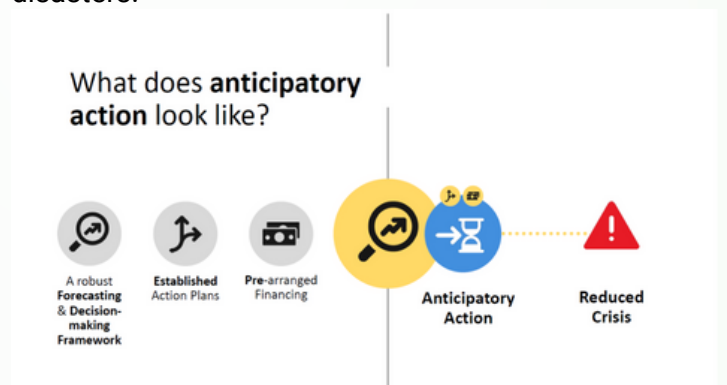 What does anticipatory
action look like?
A robust
Forecasting
& Decision-
making
Framework
Established
Action Plans
Pre-arranged
Financing
Anticipatory
Action
Reduced
Crisis